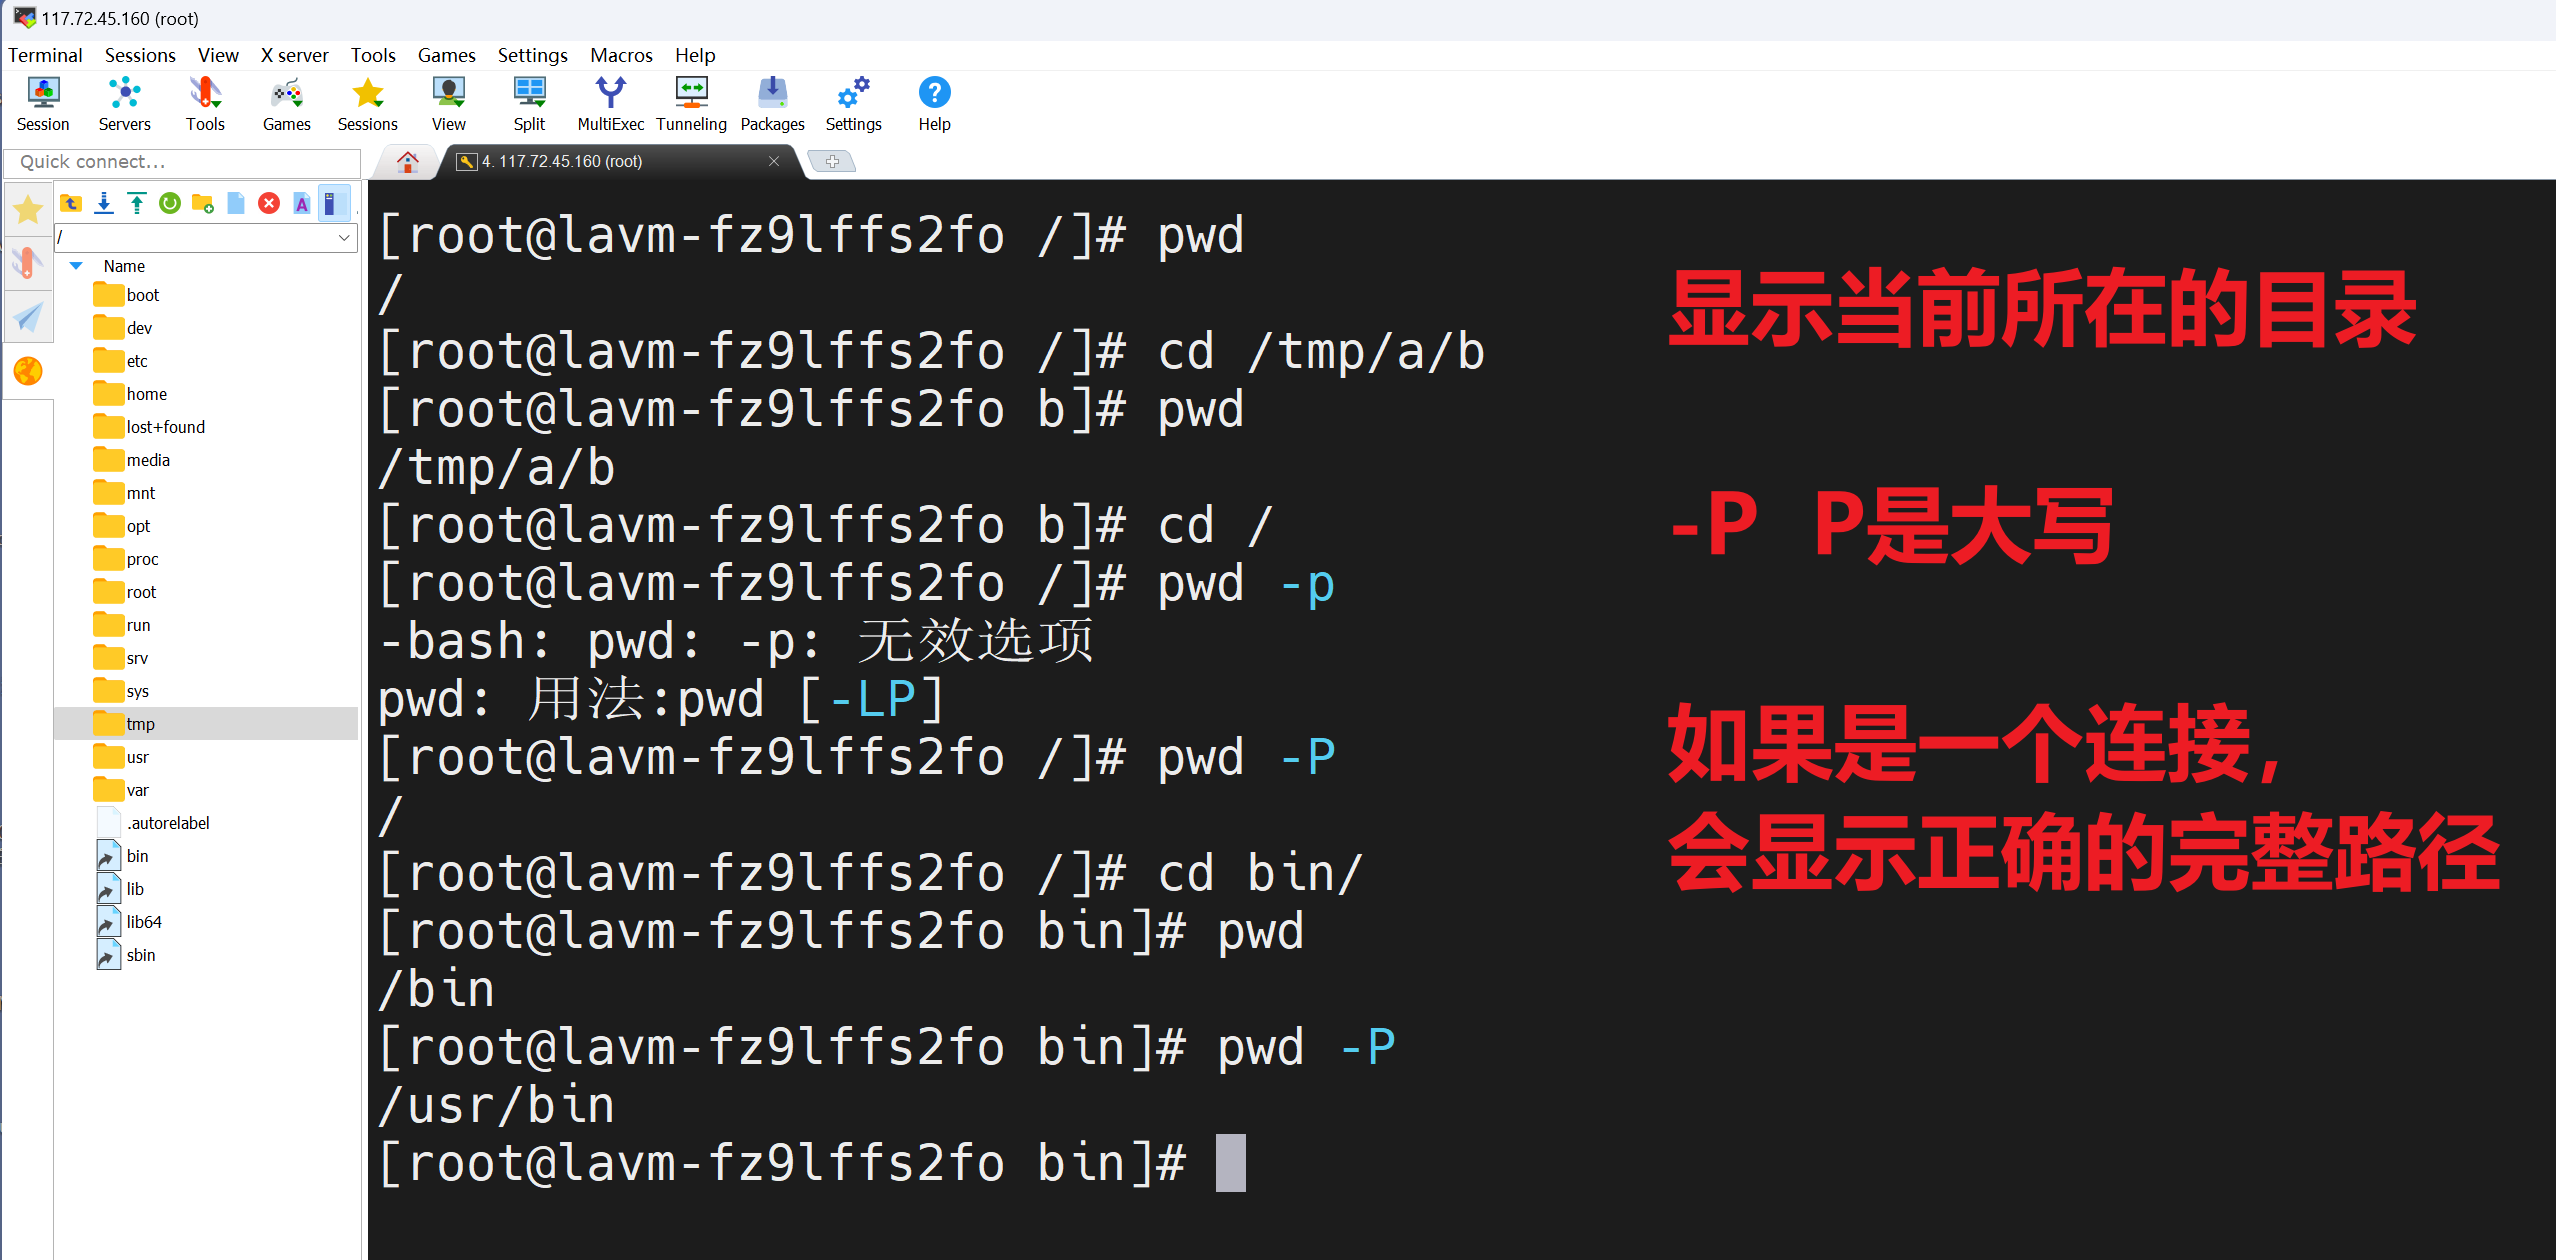 117.72.45.160 (root)
Terminal Sessions View X server Tools Games Settings Macros Help
Session Servers Tools Games Sessions View Split MultiExec Tunneling Packages Settings Help
Quick connect...
4. 117.72.45.160 (root)
/
Name
boot
dev
etc
home
lost+found
media
mnt
opt
proc
root
run
srv
sys
tmp
usr
var
.autorelabel
bin
lib
lib64
sbin
[root@lavm-fz9lffs2fo /]# pwd
/
[root@lavm-fz9lffs2fo /]# cd /tmp/a/b
[root@lavm-fz9lffs2fo b]# pwd
/tmp/a/b
[root@lavm-fz9lffs2fo b]# cd /
[root@lavm-fz9lffs2fo /]# pwd -p
-bash: pwd: -p: 无效选项
pwd: 用法:pwd [-LP]
[root@lavm-fz9lffs2fo /]# pwd -P
/
[root@lavm-fz9lffs2fo /]# cd bin/
[root@lavm-fz9lffs2fo bin]# pwd
/bin
[root@lavm-fz9lffs2fo bin]# pwd -P
/usr/bin
[root@lavm-fz9lffs2fo bin]#
显示当前所在的目录
-P P是大写
如果是一个连接，
会显示正确的完整路径